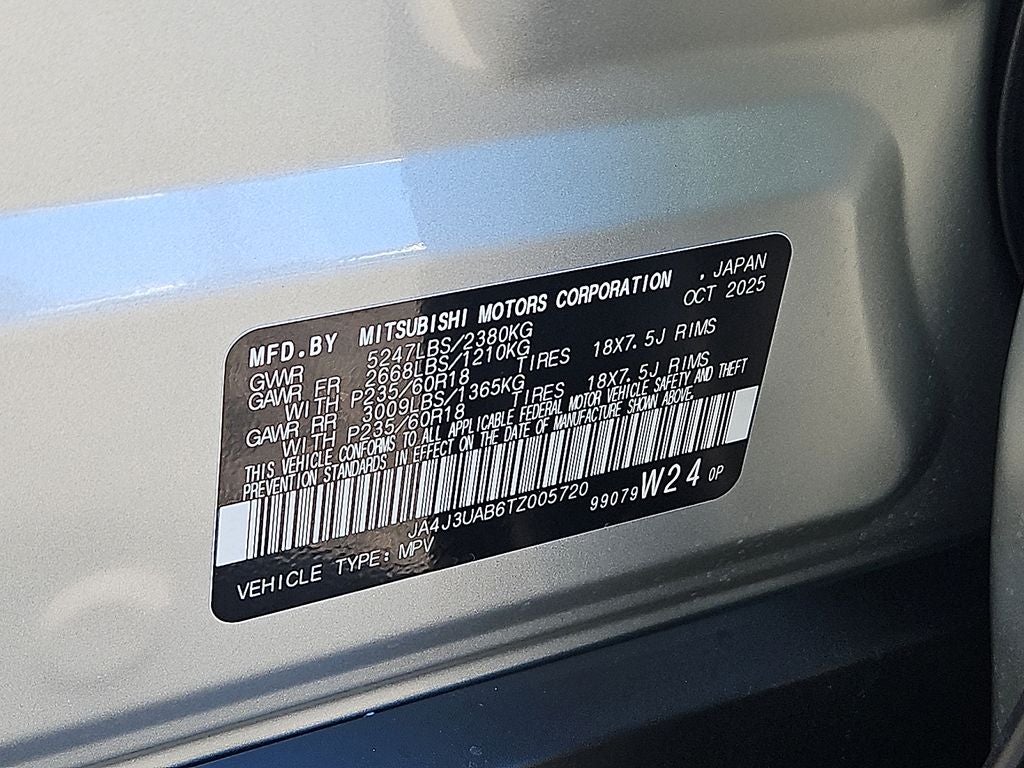 MFD.BY MITSUBISHI MOTORS CORPORATION , JAPAN
GWWR 5247LBS/2380KG OCT 2025
GAWR FR 2668LBS/1210KG
WITH P235/60R18 TIRES 18X7.5J RIMS
GAWR RR 3009LBS/1365KG
WITH P235/60R18 TIRES 18X7.5J RIMS
THIS VEHICLE CONFORMS TO ALL APPLICABLE FEDERAL MOTOR VEHICLE SAFETY AND THEFT
PREVENTION STANDARDS IN EFFECT ON THE DATE OF MANUFACTURE SHOWN ABOVE.
JA4J3UAB6TZ005720 99079 W24 0P
VEHICLE TYPE: MPV